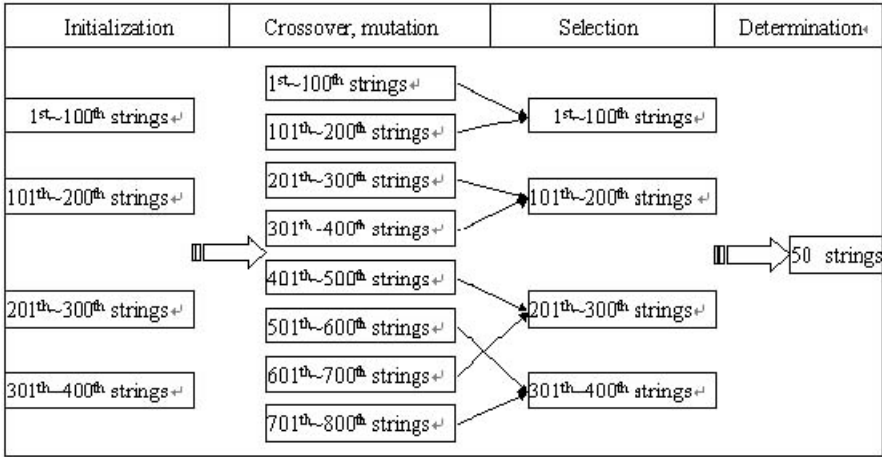 Initialization
Crossover, mutation
Selection
Determination↵
1st~100th strings↵
101th~200th strings↵
201th~300th strings↵
301th~400th strings↵
1st~100th strings↵
101th~200th strings↵
201th~300th strings↵
301th -400th strings↵
401th~500th strings↵
501th~600th strings↵
601th~700th strings↵
701th~800th strings↵
1st~100th strings↵
101th~200th strings ↵
201th~300th strings↵
301th~400th strings↵
50 strings